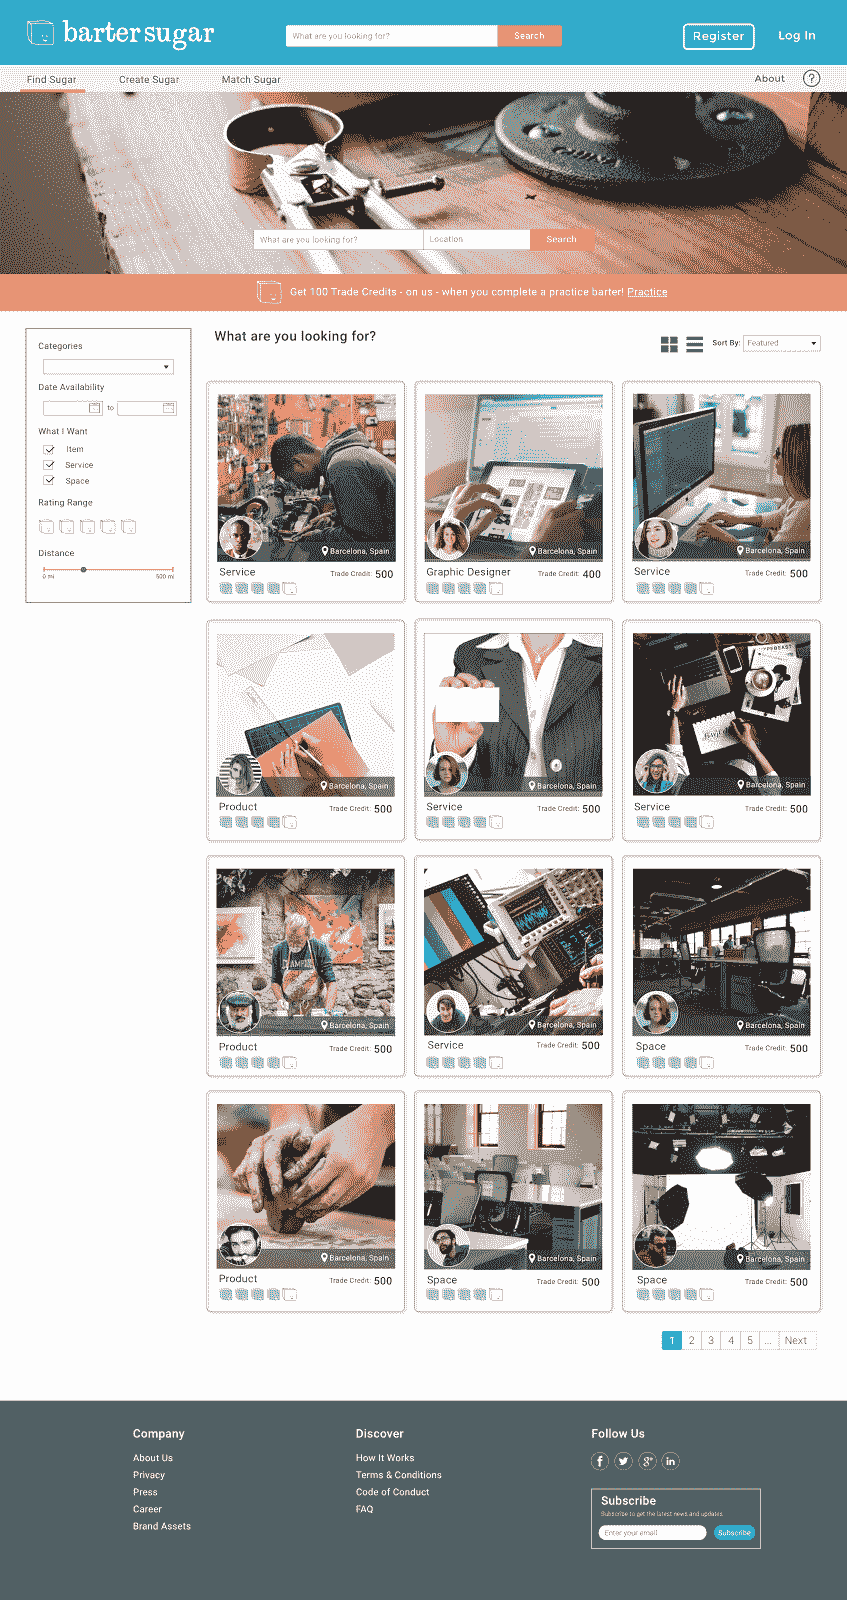 barter sugar
What are you looking for?
Search
Register
Log In
Find Sugar
Create Sugar
Match Sugar
About
?
CHINA
What are you looking for?
Location
Search
Get 100 Trade Credits - on us - when you complete a practice barter! Practice
Categories
Date Availability
to
What I Want
Item
Service
Space
Rating Range
Distance
0 mi
500 mi
What are you looking for?
Sort By:
Featured
Barcelona, Spain
Service
Trade Credit: 500
Barcelona, Spain
Graphic Designer
Trade Credit: 400
Barcelona, Spain
Service
Trade Credit: 500
Barcelona, Spain
Product
Trade Credit: 500
Barcelona, Spain
Service
Trade Credit: 500
TYPEBEAST
Barcelona, Spain
Service
Trade Credit: 500
Barcelona, Spain
Product
Trade Credit: 500
Barcelona, Spain
Service
Trade Credit: 500
Barcelona, Spain
Space
Trade Credit: 500
Barcelona, Spain
Product
Trade Credit: 500
Barcelona, Spain
Space
Trade Credit: 500
Barcelona, Spain
Space
Trade Credit: 500
1 2 3 4 5 ... Next
Company
About Us
Privacy
Press
Career
Brand Assets
Discover
How It Works
Terms & Conditions
Code of Conduct
FAQ
Follow Us
Subscribe
Subscribe to get the latest news and updates
Enter your email
Subscribe